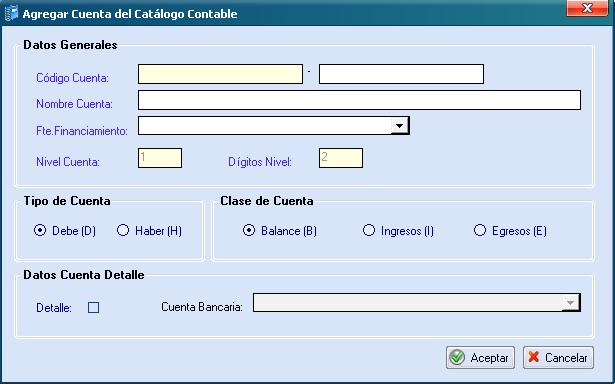 Agregar Cuenta del Catálogo Contable
Datos Generales
Código Cuenta: -
Nombre Cuenta:
Fte.Financiamiento:
Nivel Cuenta: 1 Dígitos Nivel: 2
Tipo de Cuenta Clase de Cuenta
Debe (D) Haber (H) Balance (B) Ingresos (I) Egresos (E)
Datos Cuenta Detalle
Detalle: Cuenta Bancaria:
Aceptar Cancelar